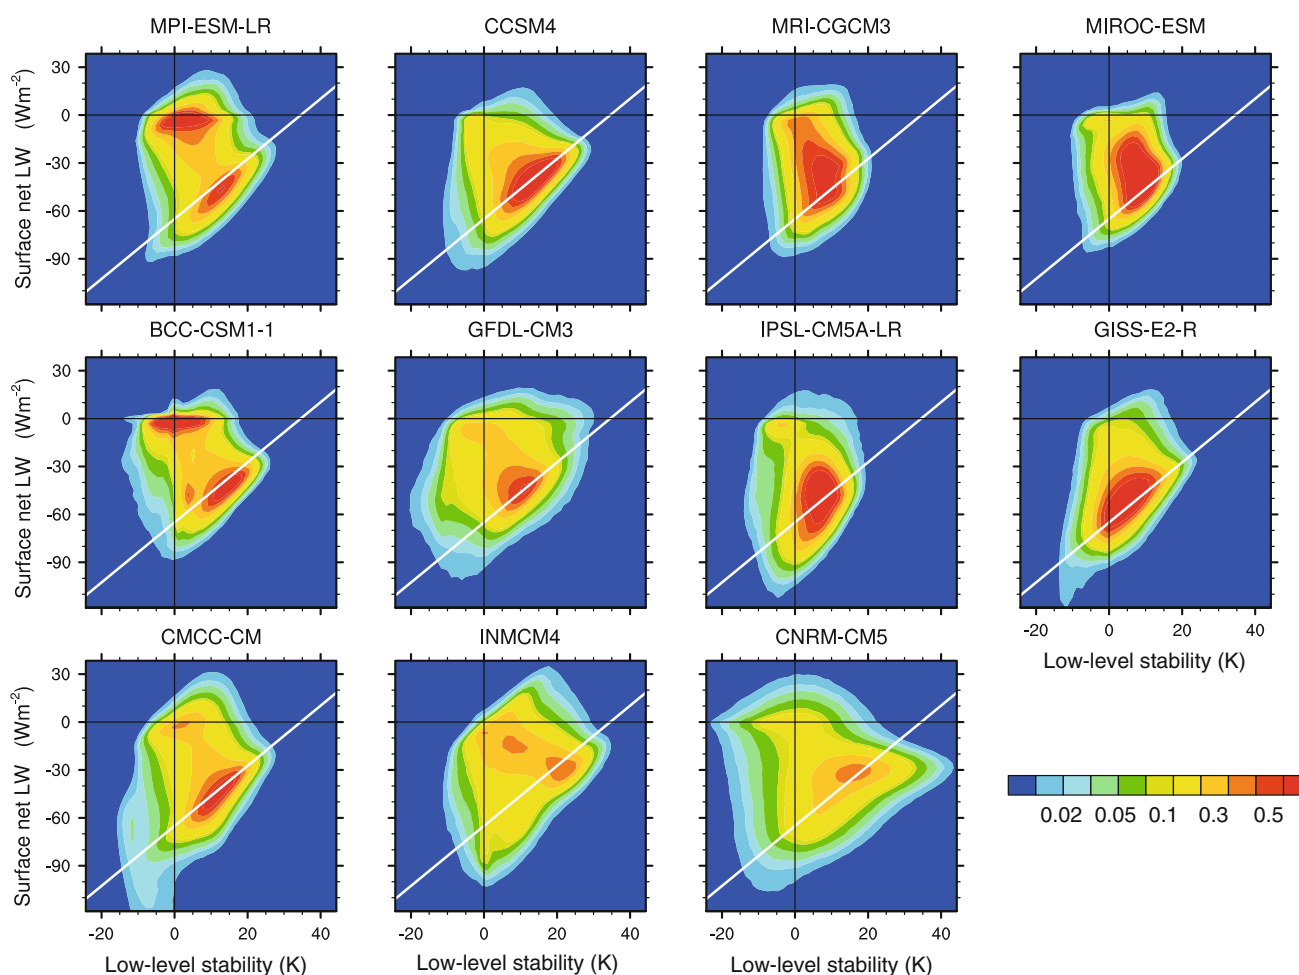 MPI-ESM-LR CCSM4 MRI-CGCM3 MIROC-ESM
Surface net LW (Wm-2)
30
0
-30
-60
-90
BCC-CSM1-1 GFDL-CM3 IPSL-CM5A-LR GISS-E2-R
Surface net LW (Wm-2)
30
0
-30
-60
-90
-20 0 20 40
Low-level stability (K)
CMCC-CM INMCM4 CNRM-CM5
Surface net LW (Wm-2)
30
0
-30
-60
-90
0.02 0.05 0.1 0.3 0.5
-20 0 20 40 -20 0 20 40 -20 0 20 40
Low-level stability (K) Low-level stability (K) Low-level stability (K)